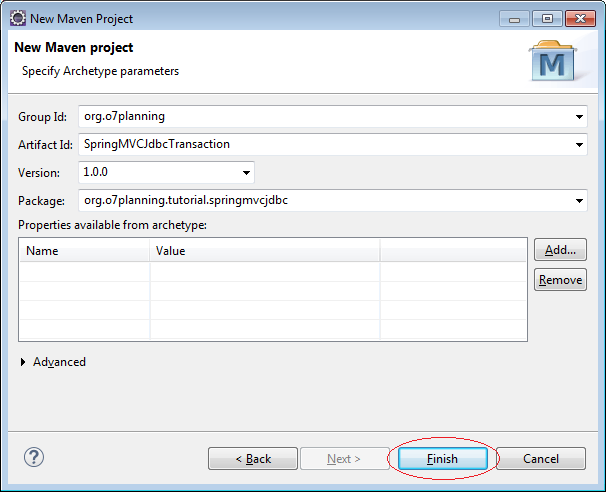 New Maven Project
New Maven project
Specify Archetype parameters
M
Group Id: org.o7planning
Artifact Id: SpringMVCJdbcTransaction
Version: 1.0.0
Package: org.o7planning.tutorial.springmvcjdbc
Properties available from archetype:
Name Value
Add...
Remove
Advanced
? < Back Next > Finish Cancel